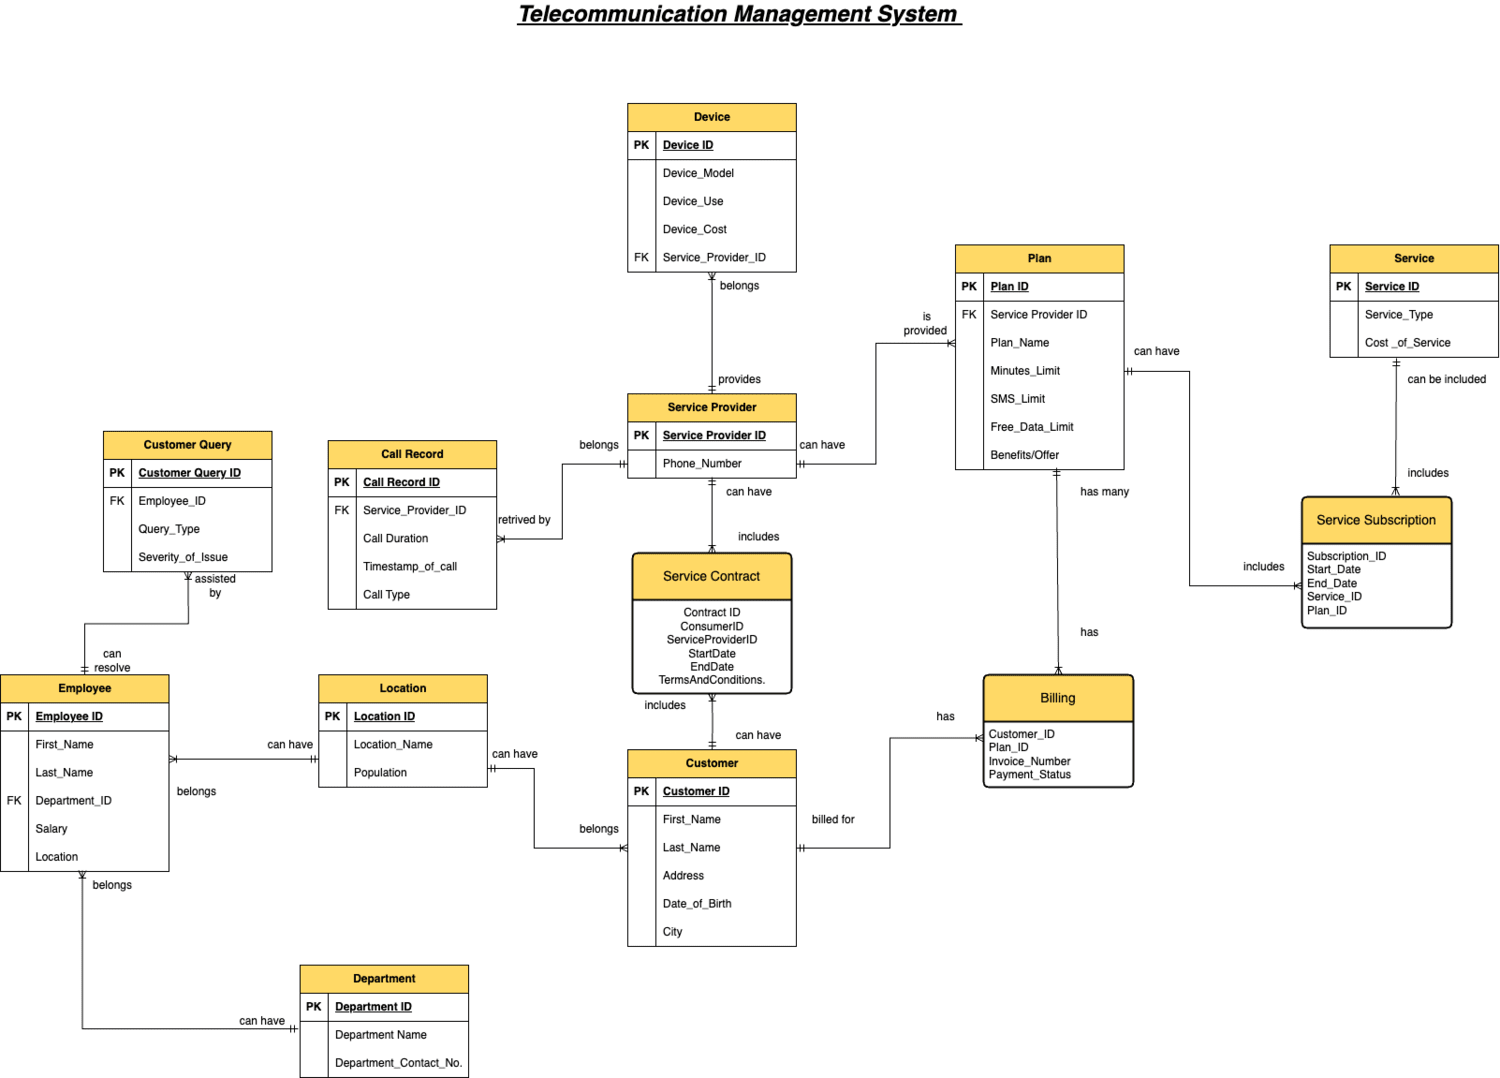 Telecommunication Management System
Device
PK Device ID
Device_Model
Device_Use
Device_Cost
FK Service_Provider_ID
belongs
provides
Plan
PK Plan ID
FK Service Provider ID
Plan_Name
Minutes_Limit
SMS_Limit
Free_Data_Limit
Benefits/Offer
is
provided
can have
has many
Service
PK Service ID
Service_Type
Cost _of_Service
can be included
includes
Service Provider
PK Service Provider ID
Phone_Number
can have
belongs
can have
Customer Query
PK Customer Query ID
FK Employee_ID
Query_Type
Severity_of_Issue
assisted
by
Call Record
PK Call Record ID
FK Service_Provider_ID
Call Duration
Timestamp_of_call
Call Type
retrived by
includes
Service Contract
Contract ID
ConsumerID
ServiceProviderID
StartDate
EndDate
TermsAndConditions.
includes
can have
Service Subscription
Subscription_ID
Start_Date
End_Date
Service_ID
Plan_ID
includes
has
can
resolve
Employee
PK Employee ID
First_Name
Last_Name
FK Department_ID
Salary
Location
can have
belongs
belongs
Location
PK Location ID
Location_Name
Population
can have
belongs
Customer
PK Customer ID
First_Name
Last_Name
Address
Date_of_Birth
City
billed for
has
Billing
Customer_ID
Plan_ID
Invoice_Number
Payment_Status
Department
PK Department ID
Department Name
Department_Contact_No.
can have